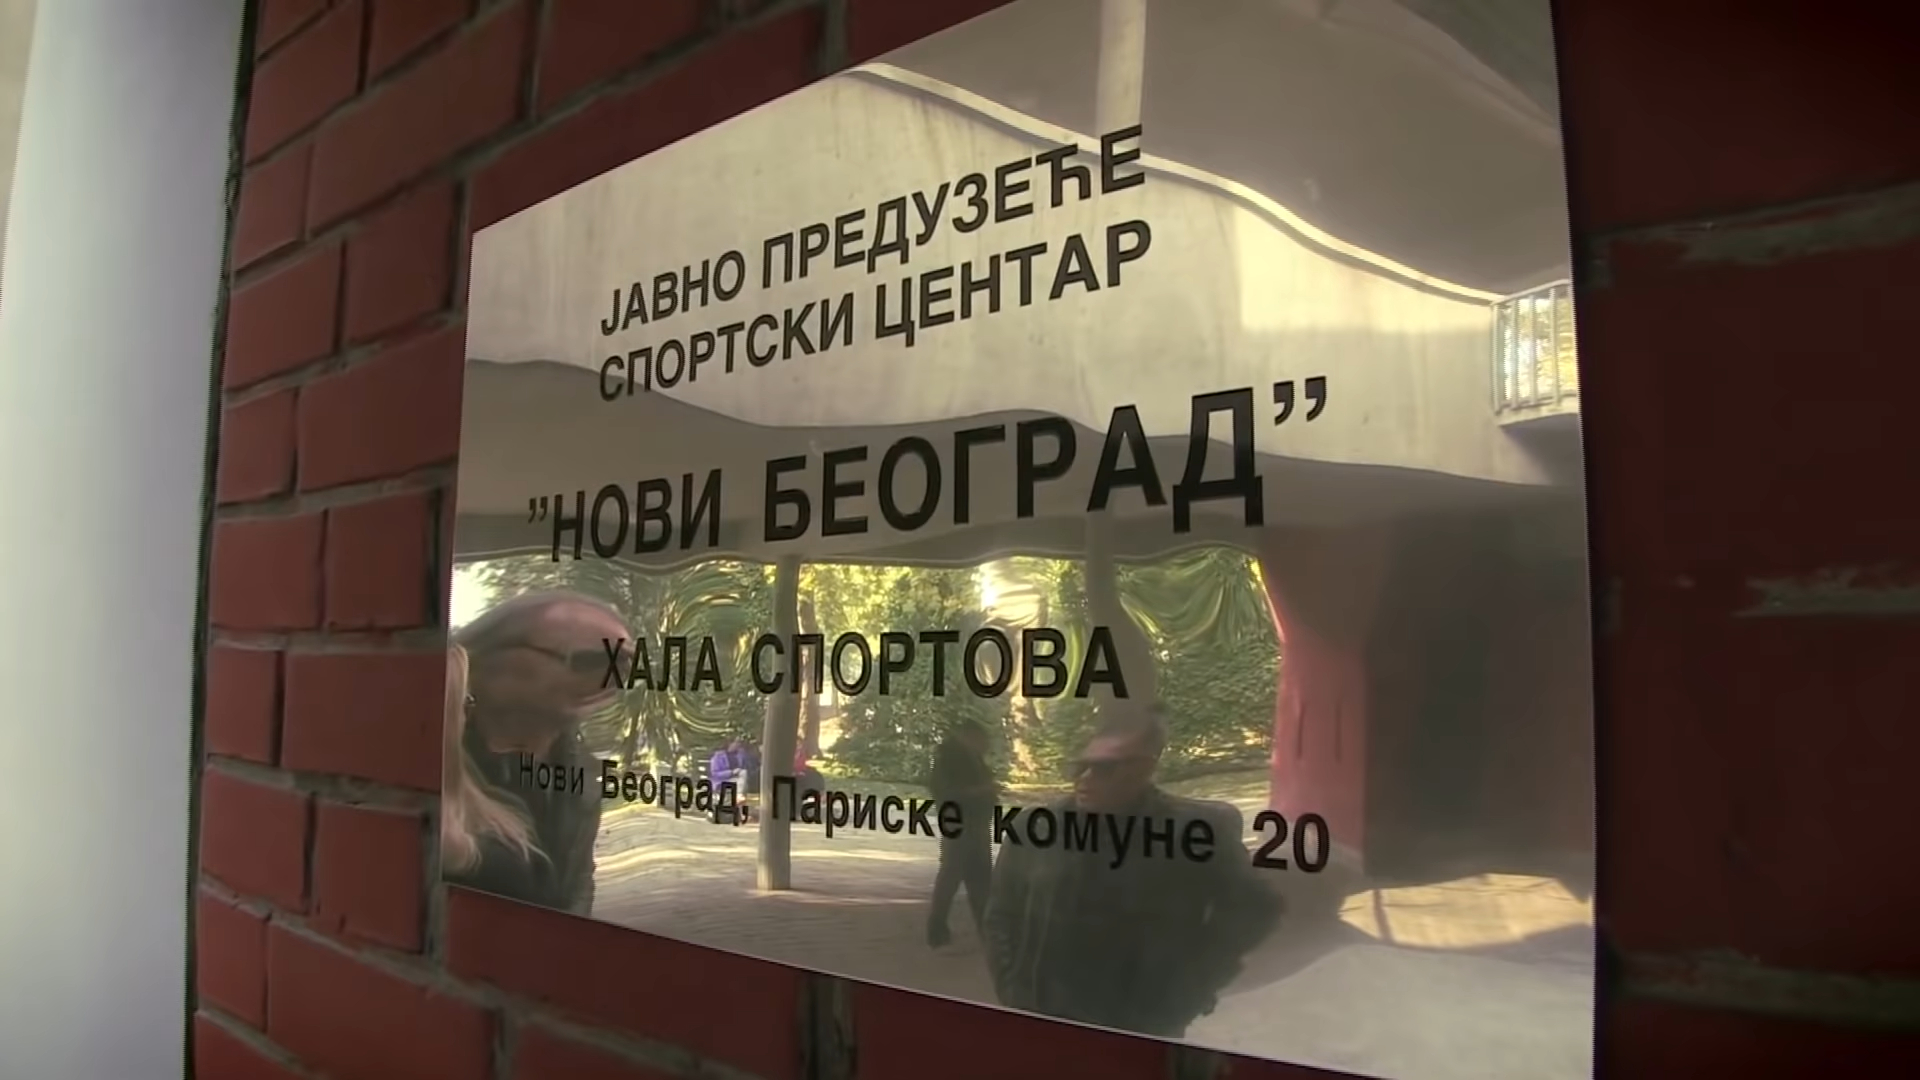 ЈАВНО ПРЕДУЗЕЋЕ
СПОРТСКИ ЦЕНТАР
”НОВИ БЕОГРАД”
ХАЛА СПОРТОВА
Нови Београд, Париске комуне 20